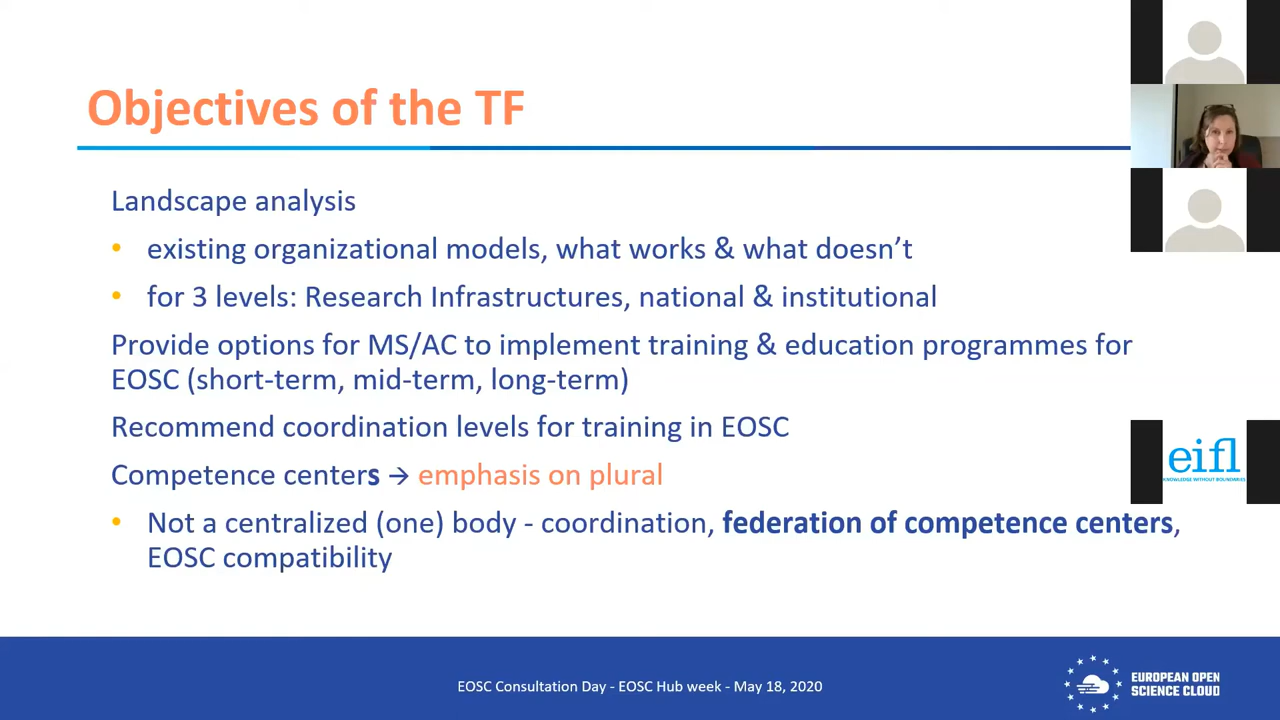 Objectives of the TF
Landscape analysis
• existing organizational models, what works & what doesn’t
• for 3 levels: Research Infrastructures, national & institutional
Provide options for MS/AC to implement training & education programmes for
EOSC (short-term, mid-term, long-term)
Recommend coordination levels for training in EOSC
Competence centers → emphasis on plural
• Not a centralized (one) body - coordination, federation of competence centers,
EOSC compatibility
eifl
KNOWLEDGE WITHOUT BOUNDARIES
EOSC Consultation Day - EOSC Hub week - May 18, 2020
EUROPEAN OPEN
SCIENCE CLOUD